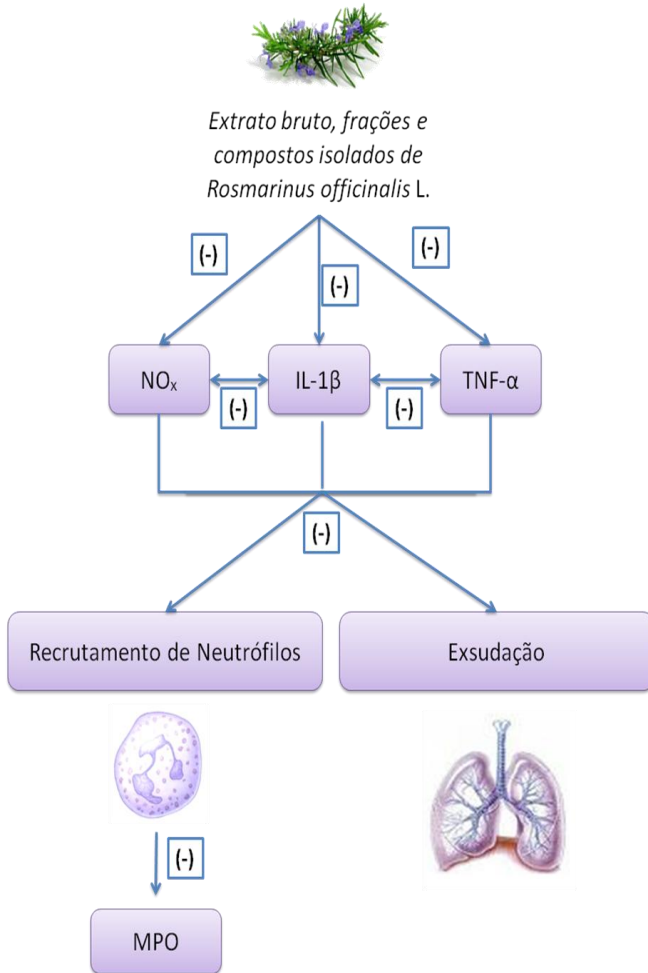 Extrato bruto, frações e
compostos isolados de
Rosmarinus officinalis L.
(-)
(-)
(-)
NOx
IL-1β
TNF-α
(-)
(-)
(-)
Recrutamento de Neutrófilos
Exsudação
(-)
MPO